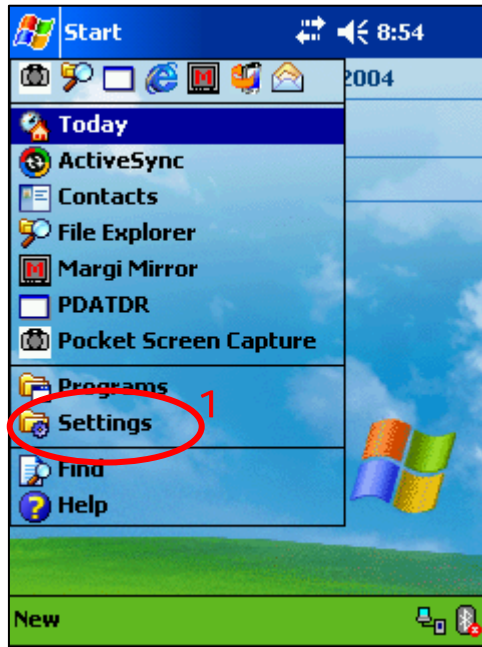 Start 8:54
2004
Today
ActiveSync
Contacts
File Explorer
Margi Mirror
PDATDR
Pocket Screen Capture
Programs
1
Settings
Find
Help
New